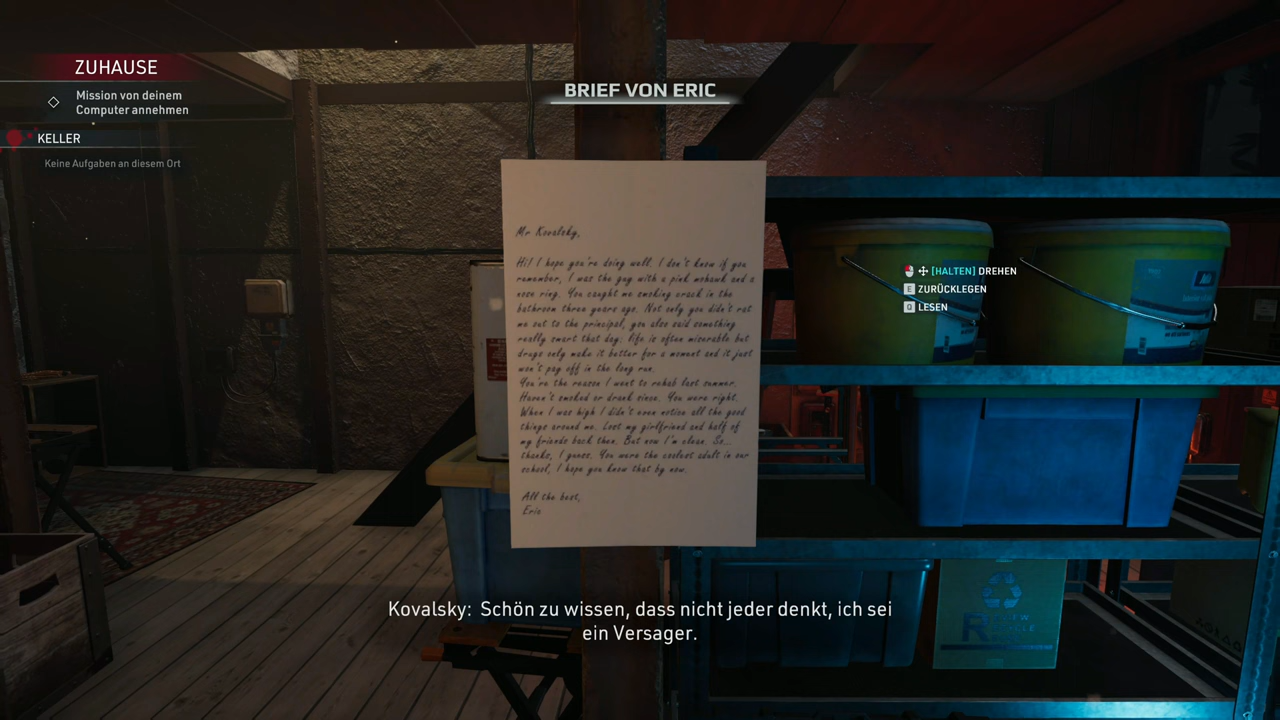 ZUHAUSE
Mission von deinem
Computer annehmen
KELLER
Keine Aufgaben an diesem Ort
BRIEF VON ERIC
Mr Kovalsky,
Hi! I hope you're doing well. I don't know if you
remember, I was the guy with a pink mohawk and a
nose ring. You caught me smoking crack in the
bathroom three years ago. Not only you didn't rat
me out to the principal, you also said something
really smart that day: life is often miserable but
drugs only make it better for a moment and it just
won't pay off in the long run.
You're the reason I went to rehab last summer.
Haven't smoked or drank since. You were right.
When I was high I didn't even notice all the good
things around me. Lost my girlfriend and half of
my friends back then. But now I'm clean. So...
thanks, I guess. You were the coolest adult in our
school, I hope you know that by now.
All the best,
Eric
[HALTEN] DREHEN
E ZURÜCKLEGEN
Q LESEN
Kovalsky: Schön zu wissen, dass nicht jeder denkt, ich sei
ein Versager.